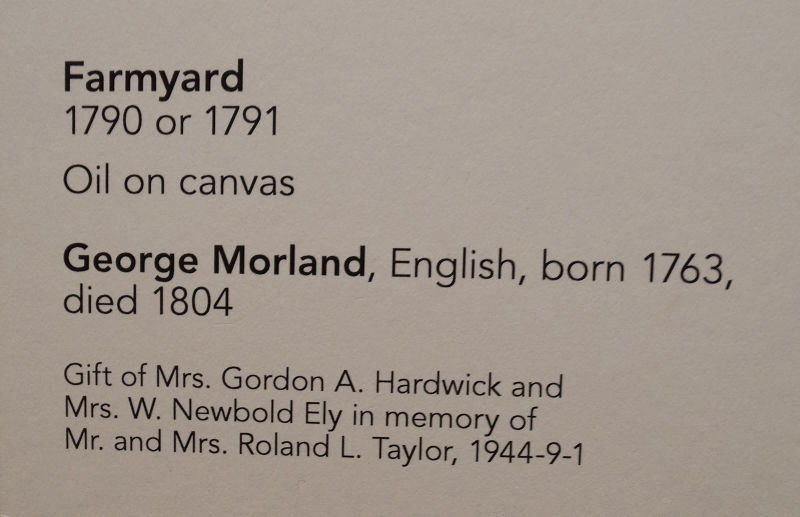 Farmyard
1790 or 1791
Oil on canvas
George Morland, English, born 1763,
died 1804
Gift of Mrs. Gordon A. Hardwick and
Mrs. W. Newbold Ely in memory of
Mr. and Mrs. Roland L. Taylor, 1944-9-1